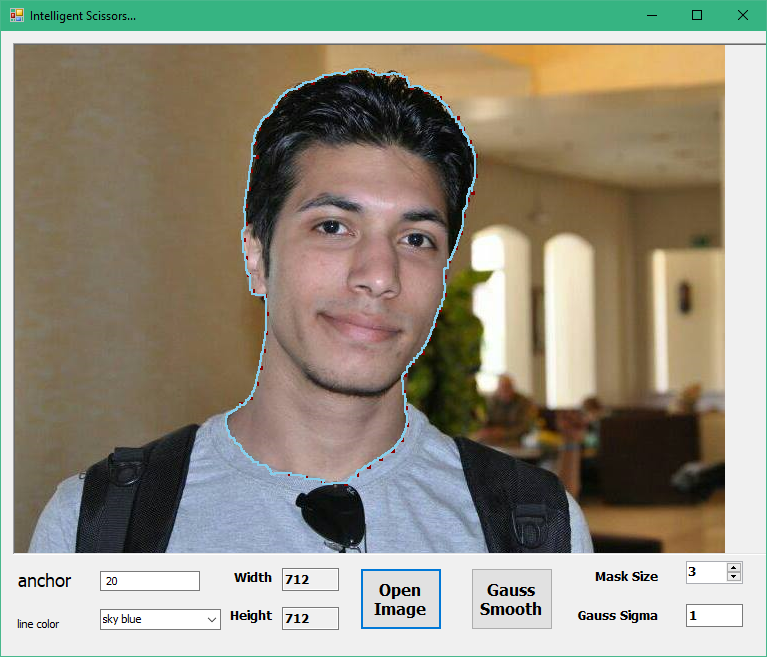 Intelligent Scissors...
anchor
20
Width
712
Open
Image
Gauss
Smooth
Mask Size
3
line color
sky blue
Height
712
Gauss Sigma
1